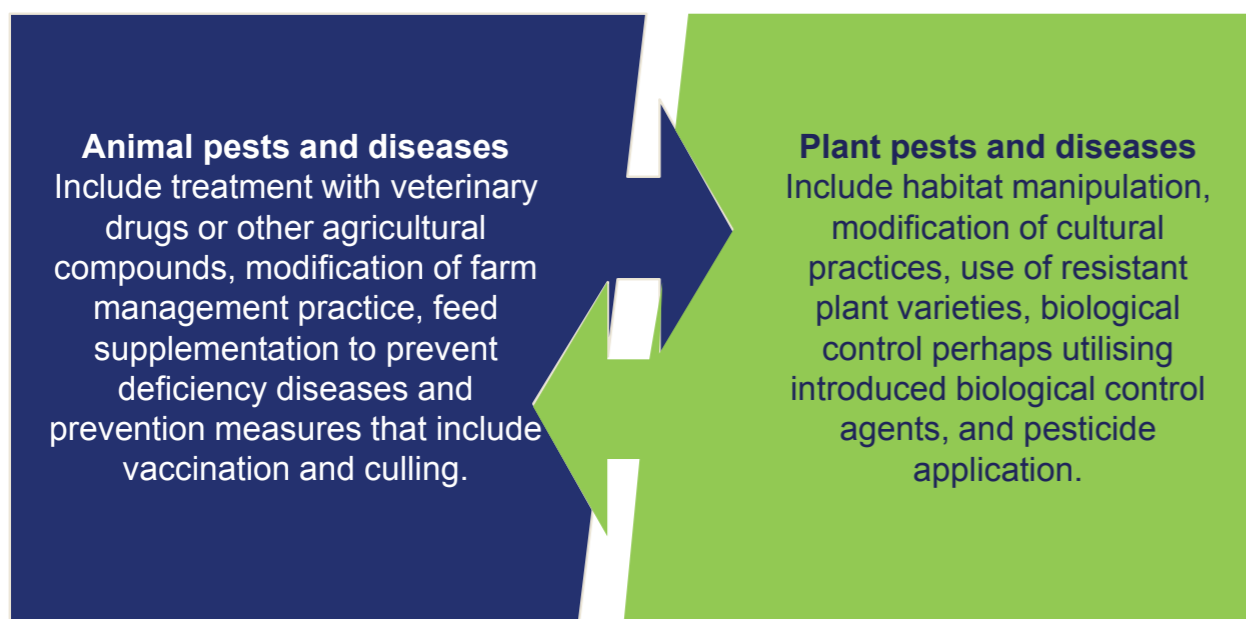 Animal pests and diseases
Include treatment with veterinary
drugs or other agricultural
compounds, modification of farm
management practice, feed
supplementation to prevent
deficiency diseases and
prevention measures that include
vaccination and culling.
Plant pests and diseases
Include habitat manipulation,
modification of cultural
practices, use of resistant
plant varieties, biological
control perhaps utilising
introduced biological control
agents, and pesticide
application.